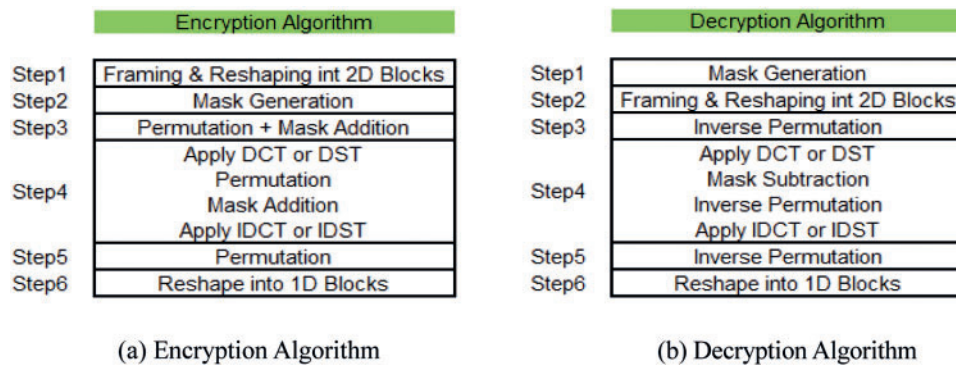 Encryption Algorithm
Step1 Framing & Reshaping int 2D Blocks
Step2 Mask Generation
Step3 Permutation + Mask Addition
Step4 Apply DCT or DST
Permutation
Mask Addition
Apply IDCT or IDST
Step5 Permutation
Step6 Reshape into 1D Blocks
(a) Encryption Algorithm
Decryption Algorithm
Step1 Mask Generation
Step2 Framing & Reshaping int 2D Blocks
Step3 Inverse Permutation
Step4 Apply DCT or DST
Mask Subtraction
Inverse Permutation
Apply IDCT or IDST
Step5 Inverse Permutation
Step6 Reshape into 1D Blocks
(b) Decryption Algorithm